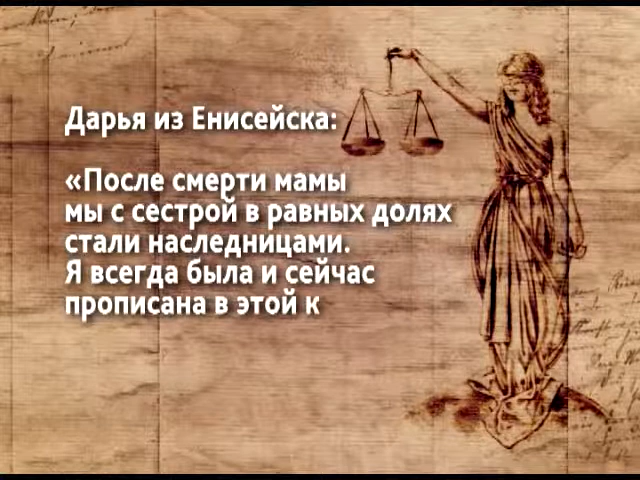 Дарья из Енисейска:
«После смерти мамы
мы с сестрой в равных долях
стали наследницами.
Я всегда была и сейчас
прописана в этой к